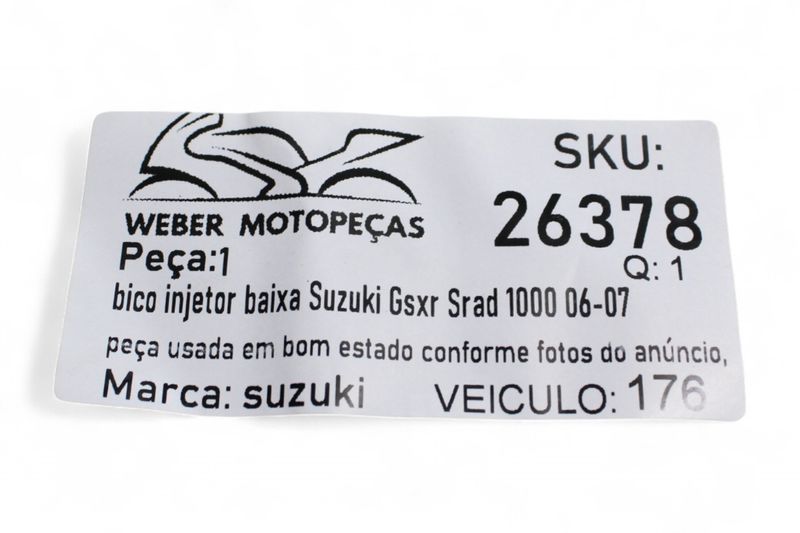 WEBER MOTOPEÇAS
SKU:
26378
Peça:1
Q: 1
bico injetor baixa Suzuki Gsxr Srad 1000 06-07
peça usada em bom estado conforme fotos do anúncio,
Marca: suzuki
VEICULO: 176